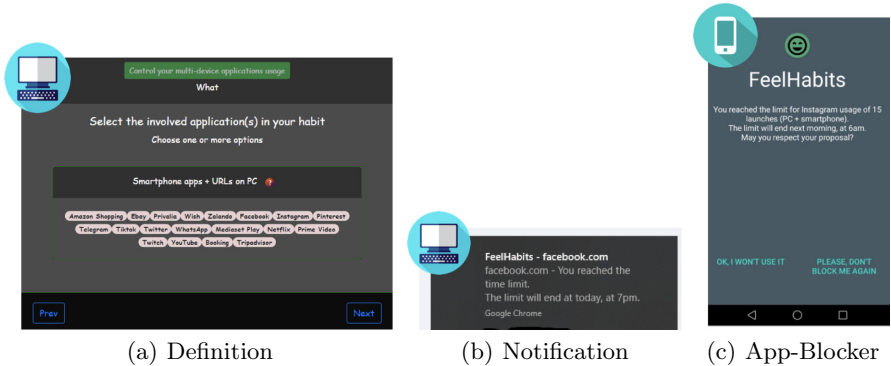 Control your multi-device applications usage
What
Select the involved application(s) in your habit
Choose one or more options
Smartphone apps + URLs on PC
Amazon Shopping Ebay Privalia Wish Zalando Facebook Instagram Pinterest
Telegram Tiktok Twitter WhatsApp Mediaset Play Netflix Prime Video
Twitch YouTube Booking Tripadvisor
Prev
Next
(a) Definition
FeelHabits - facebook.com
facebook.com - You reached the
time limit.
The limit will end at today, at 7pm.
Google Chrome
(b) Notification
FeelHabits
You reached the limit for Instagram usage of 15
launches (PC + smartphone).
The limit will end next morning, at 6am.
May you respect your proposal?
OK, I WON'T USE IT
PLEASE, DON'T
BLOCK ME AGAIN
(c) App-Blocker